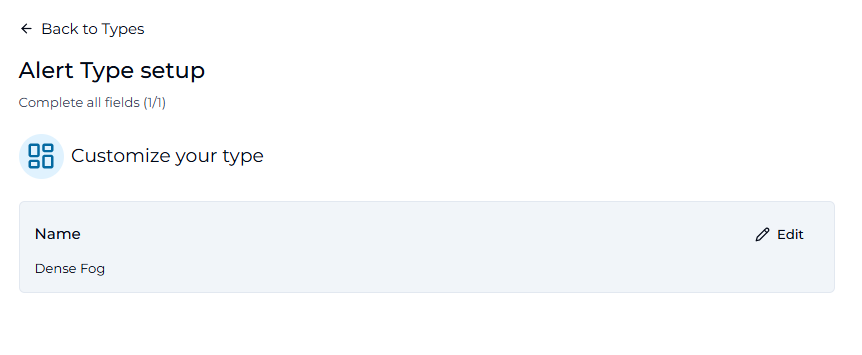 Back to Types
Alert Type setup
Complete all fields (1/1)
Customize your type
Name
Edit
Dense Fog